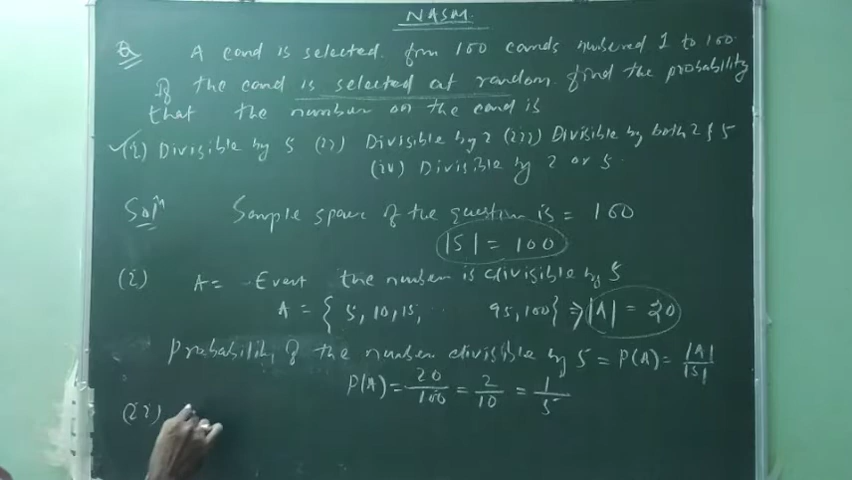 NASM.
Q A card is selected from 100 cards numbered 1 to 100.
If the card is selected at random. find the probability
that the number on the card is
✓(i) Divisible by 5 (ii) Divisible by 2 (iii) Divisible by both 2 & 5
(iv) Divisible by 2 or 5.
Solⁿ Sample space of the question is = 100
|S| = 100
(i) A = Event the number is divisible by 5
A = { 5, 10, 15, ... 95, 100} ⇒ |A| = 20
Probability of the number divisible by 5 = P(A) = |A|/|S|
P(A) = 20/100 = 2/10 = 1/5
(ii)